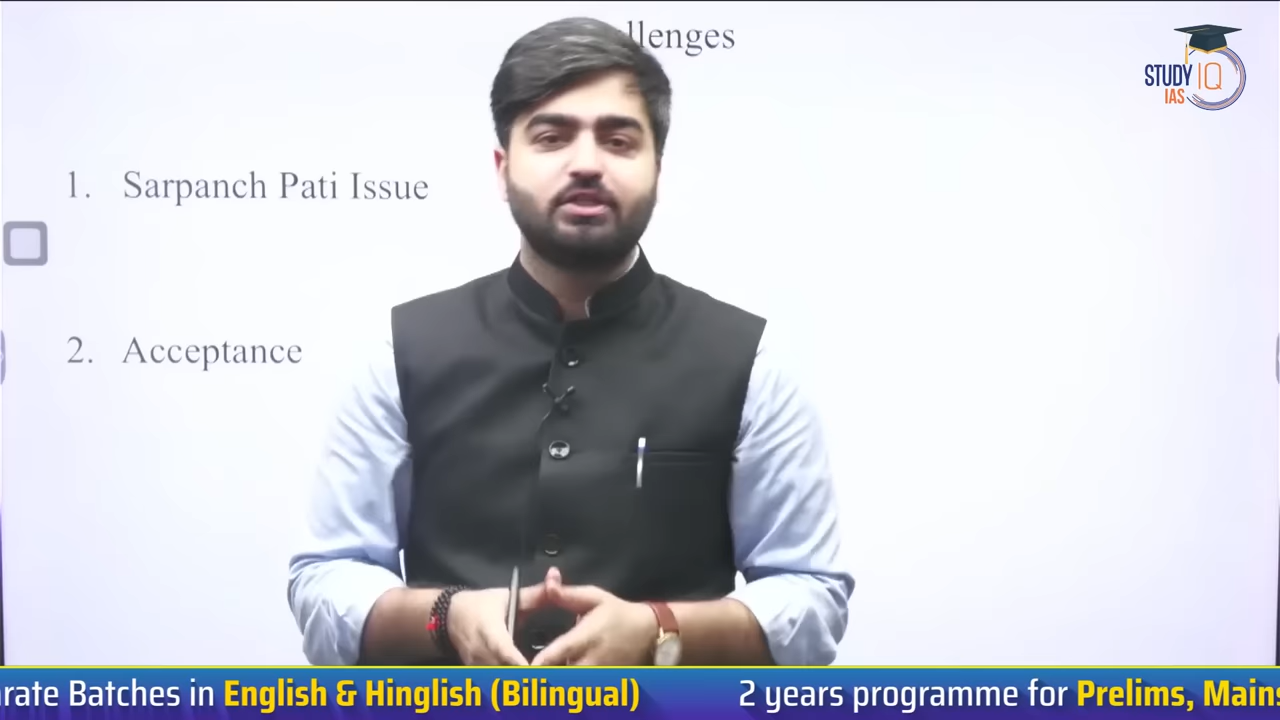 llenges
STUDY IQ
IAS
1. Sarpanch Pati Issue
2. Acceptance
rate Batches in English & Hinglish (Bilingual) 2 years programme for Prelims, Mains